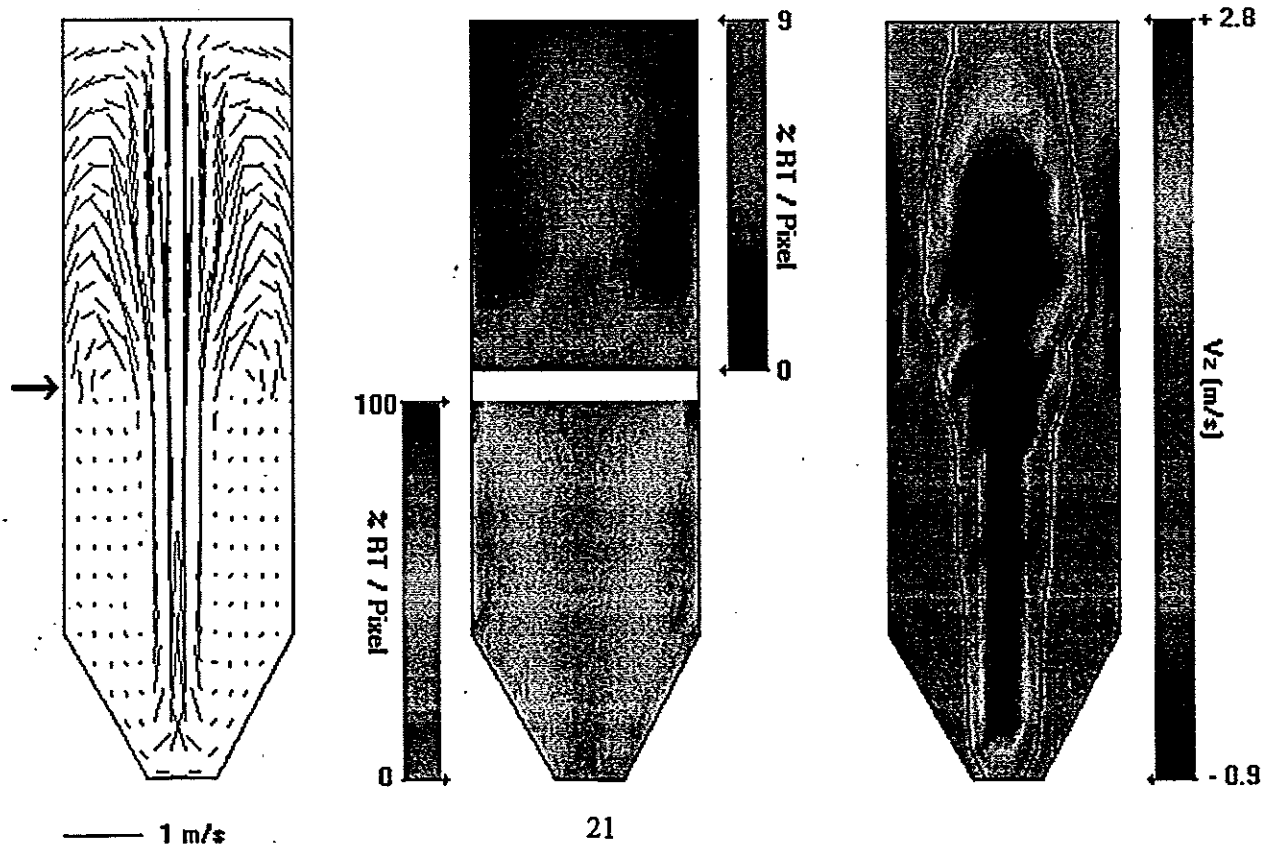 9
% RT / Pixel
0
100
% RT / Pixel
0
+ 2.8
Vz (m/s)
- 0.9
1 m/s
21